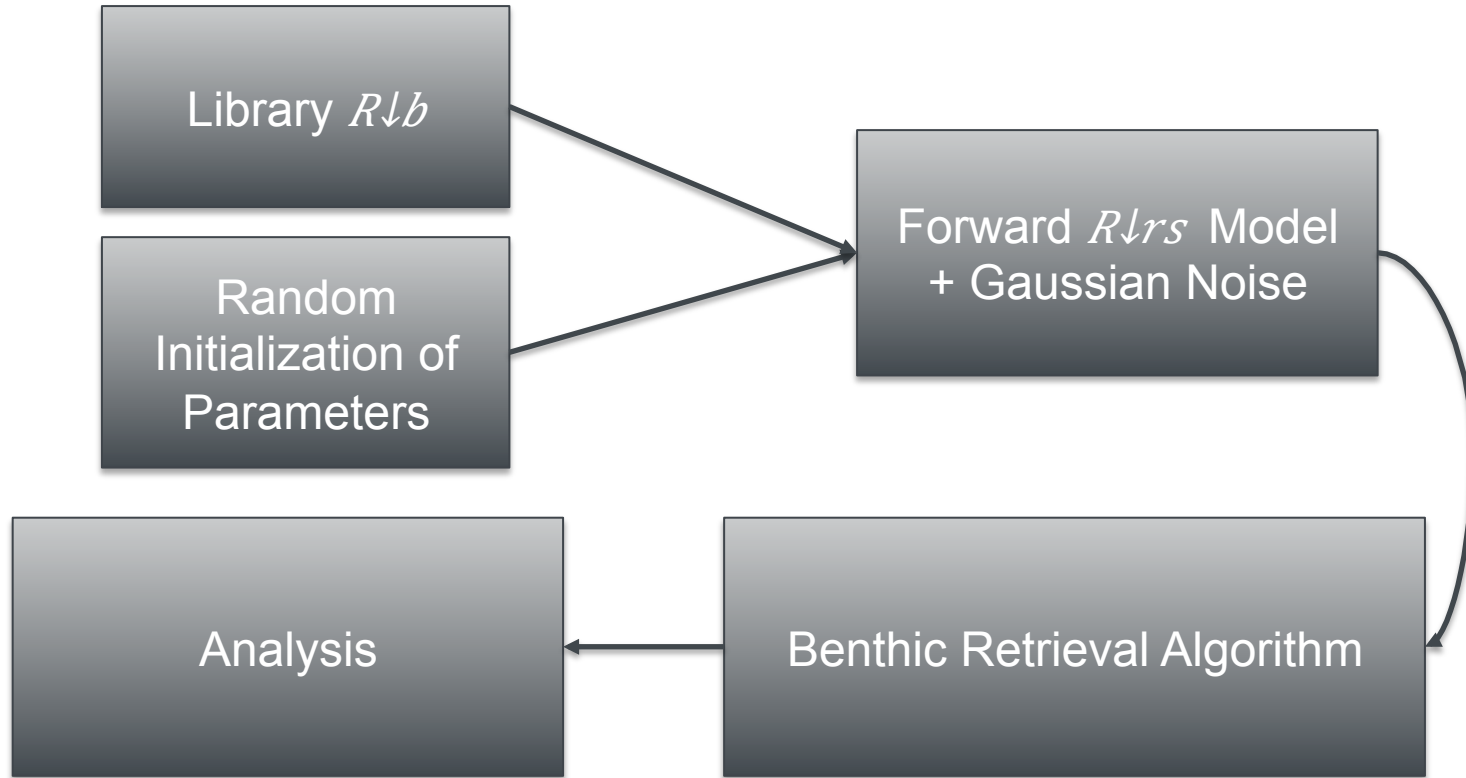 Library R↓b
Random
Initialization of
Parameters
Forward R↓rs Model
+ Gaussian Noise
Analysis
Benthic Retrieval Algorithm